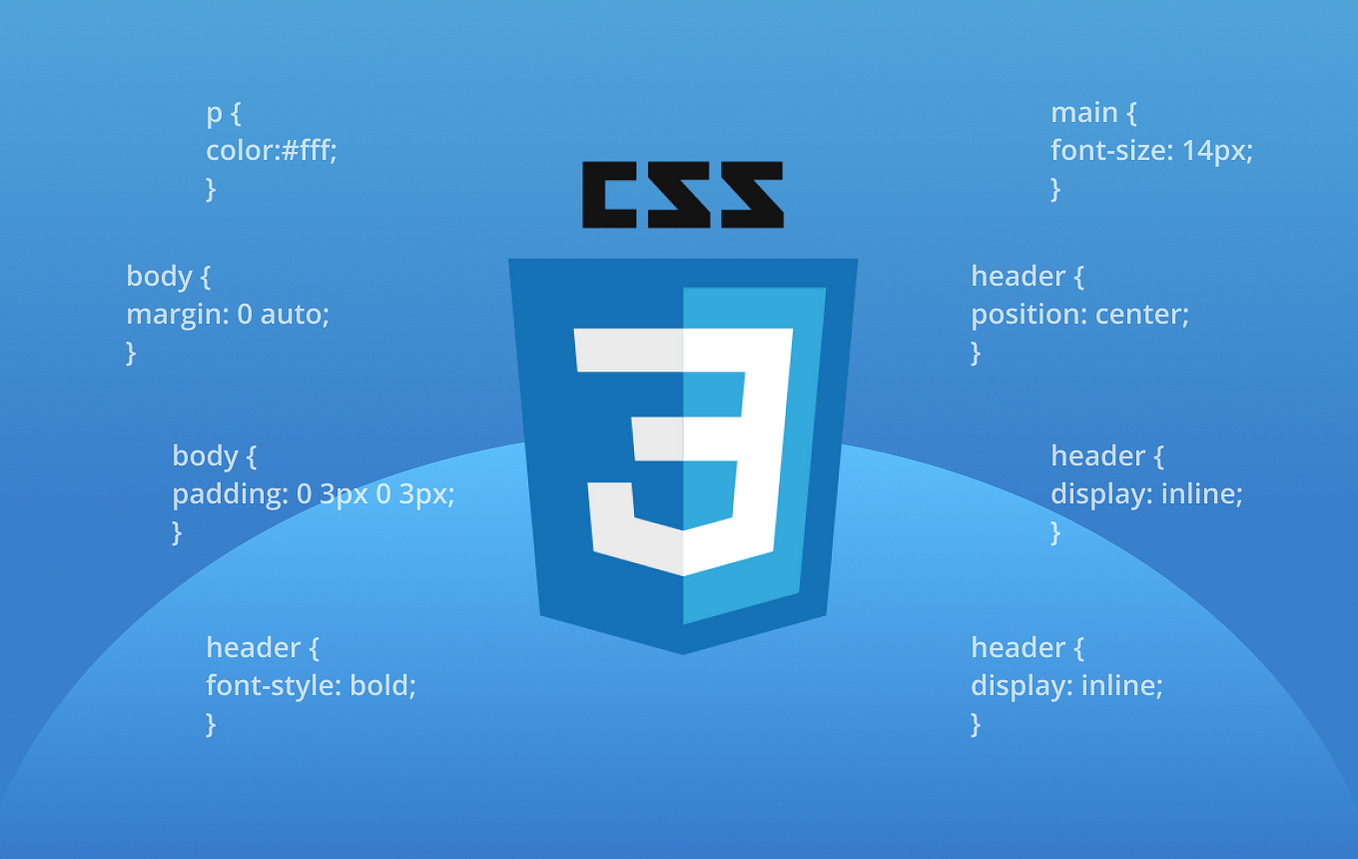 p {
color:#fff;
}
main {
font-size: 14px;
}
CSS
body {
margin: 0 auto;
}
header {
position: center;
}
3
body {
padding: 0 3px 0 3px;
}
header {
display: inline;
}
header {
font-style: bold;
}
header {
display: inline;
}